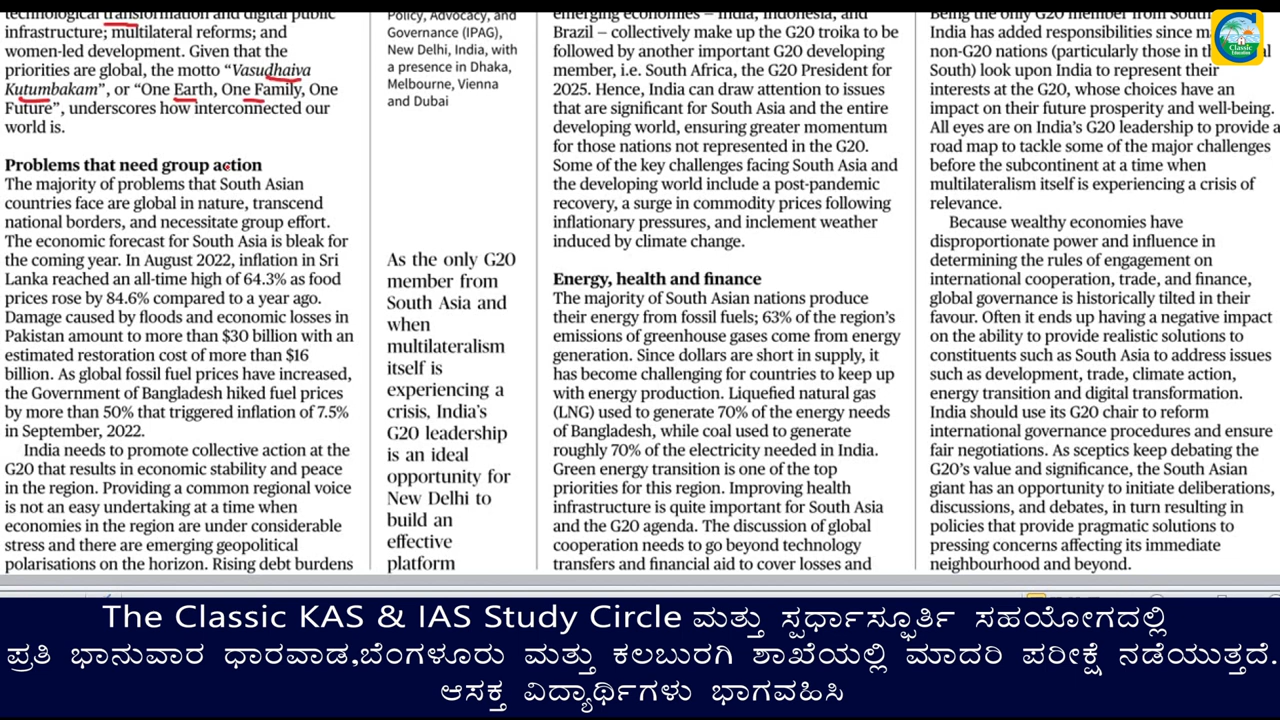 technological transformation and digital public
infrastructure; multilateral reforms; and
women-led development. Given that the
priorities are global, the motto “Vasudhaiva
Kutumbakam”, or “One Earth, One Family, One
Future”, underscores how interconnected our
world is.
Problems that need group action
The majority of problems that South Asian
countries face are global in nature, transcend
national borders, and necessitate group effort.
The economic forecast for South Asia is bleak for
the coming year. In August 2022, inflation in Sri
Lanka reached an all-time high of 64.3% as food
prices rose by 84.6% compared to a year ago.
Damage caused by floods and economic losses in
Pakistan amount to more than $30 billion with an
estimated restoration cost of more than $16
billion. As global fossil fuel prices have increased,
the Government of Bangladesh hiked fuel prices
by more than 50% that triggered inflation of 7.5%
in September, 2022.
India needs to promote collective action at the
G20 that results in economic stability and peace
in the region. Providing a common regional voice
is not an easy undertaking at a time when
economies in the region are under considerable
stress and there are emerging geopolitical
polarisations on the horizon. Rising debt burdens
Policy, Advocacy, and
Governance (IPAG),
New Delhi, India, with
a presence in Dhaka,
Melbourne, Vienna
and Dubai
As the only G20
member from
South Asia and
when
multilateralism
itself is
experiencing a
crisis, India’s
G20 leadership
is an ideal
opportunity for
New Delhi to
build an
effective
platform
emerging economies — India, Indonesia, and
Brazil — collectively make up the G20 troika to be
followed by another important G20 developing
member, i.e. South Africa, the G20 President for
2025. Hence, India can draw attention to issues
that are significant for South Asia and the entire
developing world, ensuring greater momentum
for those nations not represented in the G20.
Some of the key challenges facing South Asia and
the developing world include a post-pandemic
recovery, a surge in commodity prices following
inflationary pressures, and inclement weather
induced by climate change.
Energy, health and finance
The majority of South Asian nations produce
their energy from fossil fuels; 63% of the region’s
emissions of greenhouse gases come from energy
generation. Since dollars are short in supply, it
has become challenging for countries to keep up
with energy production. Liquefied natural gas
(LNG) used to generate 70% of the energy needs
of Bangladesh, while coal used to generate
roughly 70% of the electricity needed in India.
Green energy transition is one of the top
priorities for this region. Improving health
infrastructure is quite important for South Asia
and the G20 agenda. The discussion of global
cooperation needs to go beyond technology
transfers and financial aid to cover losses and
Being the only G20 member from South
India has added responsibilities since
non-G20 nations (particularly those in
South) look upon India to represent their
interests at the G20, whose choices have an
impact on their future prosperity and well-being.
All eyes are on India’s G20 leadership to provide a
road map to tackle some of the major challenges
before the subcontinent at a time when
multilateralism itself is experiencing a crisis of
relevance.
Because wealthy economies have
disproportionate power and influence in
determining the rules of engagement on
international cooperation, trade, and finance,
global governance is historically tilted in their
favour. Often it ends up having a negative impact
on the ability to provide realistic solutions to
constituents such as South Asia to address issues
such as development, trade, climate action,
energy transition and digital transformation.
India should use its G20 chair to reform
international governance procedures and ensure
fair negotiations. As sceptics keep debating the
G20’s value and significance, the South Asian
giant has an opportunity to initiate deliberations,
discussions, and debates, in turn resulting in
policies that provide pragmatic solutions to
pressing concerns affecting its immediate
neighbourhood and beyond.
Classic
Education
The Classic KAS & IAS Study Circle ಮತ್ತು ಸ್ಪರ್ಧಾಸ್ಫೂರ್ತಿ ಸಹಯೋಗದಲ್ಲಿ
ಪ್ರತಿ ಭಾನುವಾರ ಧಾರವಾಡ,ಬೆಂಗಳೂರು ಮತ್ತು ಕಲಬುರಗಿ ಶಾಖೆಯಲ್ಲಿ ಮಾದರಿ ಪರೀಕ್ಷೆ ನಡೆಯುತ್ತದೆ.
ಆಸಕ್ತ ವಿದ್ಯಾರ್ಥಿಗಳು ಭಾಗವಹಿಸಿ